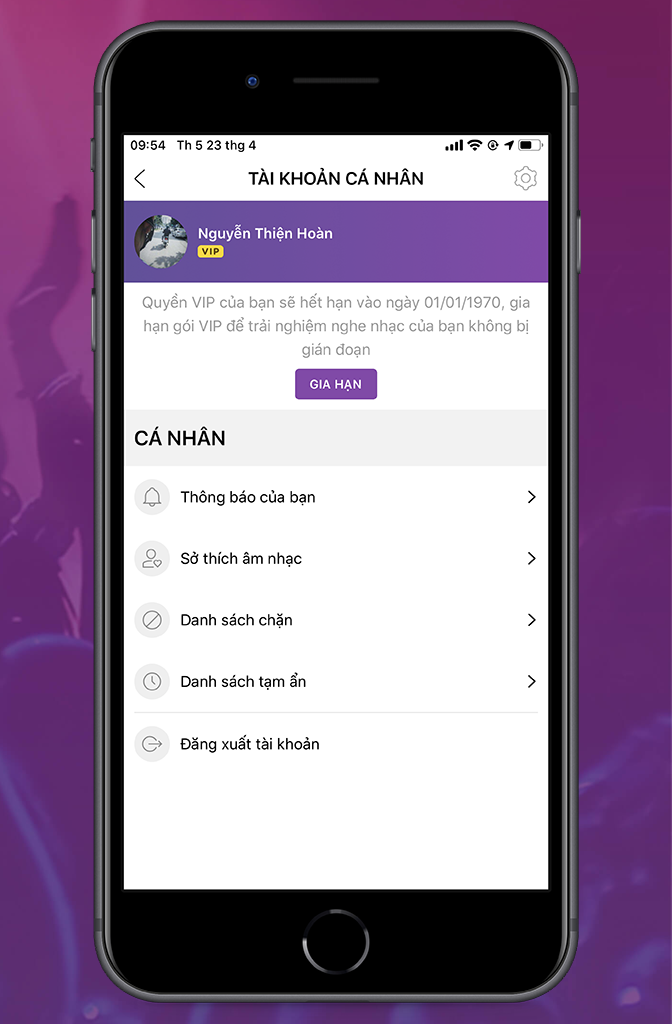 09:54 Th 5 23 thg 4
TÀI KHOẢN CÁ NHÂN
Nguyễn Thiện Hoàn
VIP
Quyền VIP của bạn sẽ hết hạn vào ngày 01/01/1970, gia
hạn gói VIP để trải nghiệm nghe nhạc của bạn không bị
gián đoạn
GIA HẠN
CÁ NHÂN
Thông báo của bạn
Sở thích âm nhạc
Danh sách chặn
Danh sách tạm ẩn
Đăng xuất tài khoản